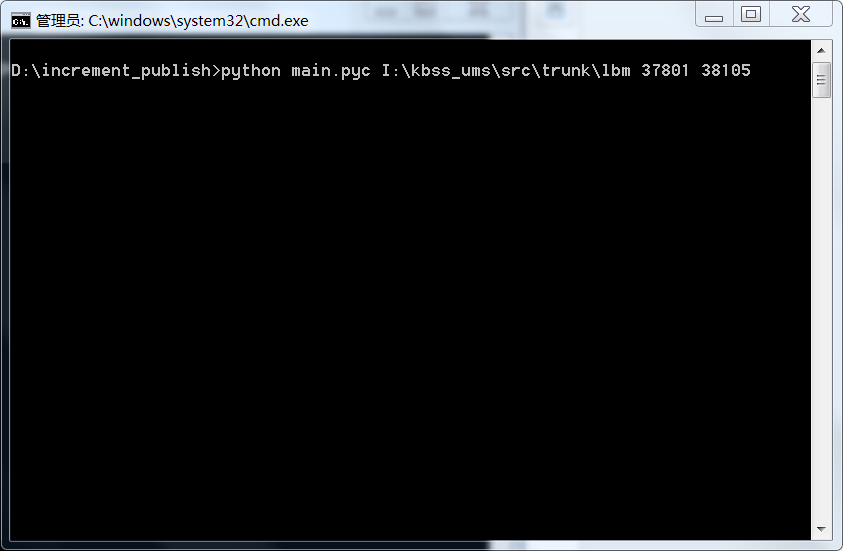 管理员: C:\windows\system32\cmd.exe
D:\increment_publish>python main.pyc I:\kbss_ums\src\trunk\lbm 37801 38105